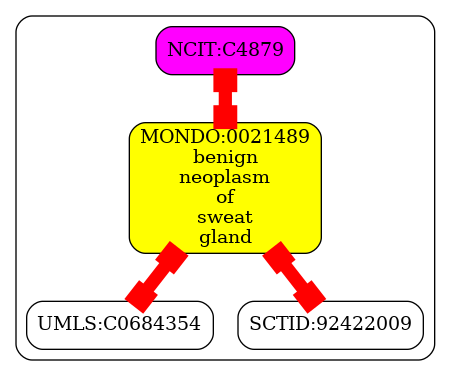 NCIT:C4879
MONDO:0021489
benign
neoplasm
of
sweat
gland
UMLS:C0684354
SCTID:92422009